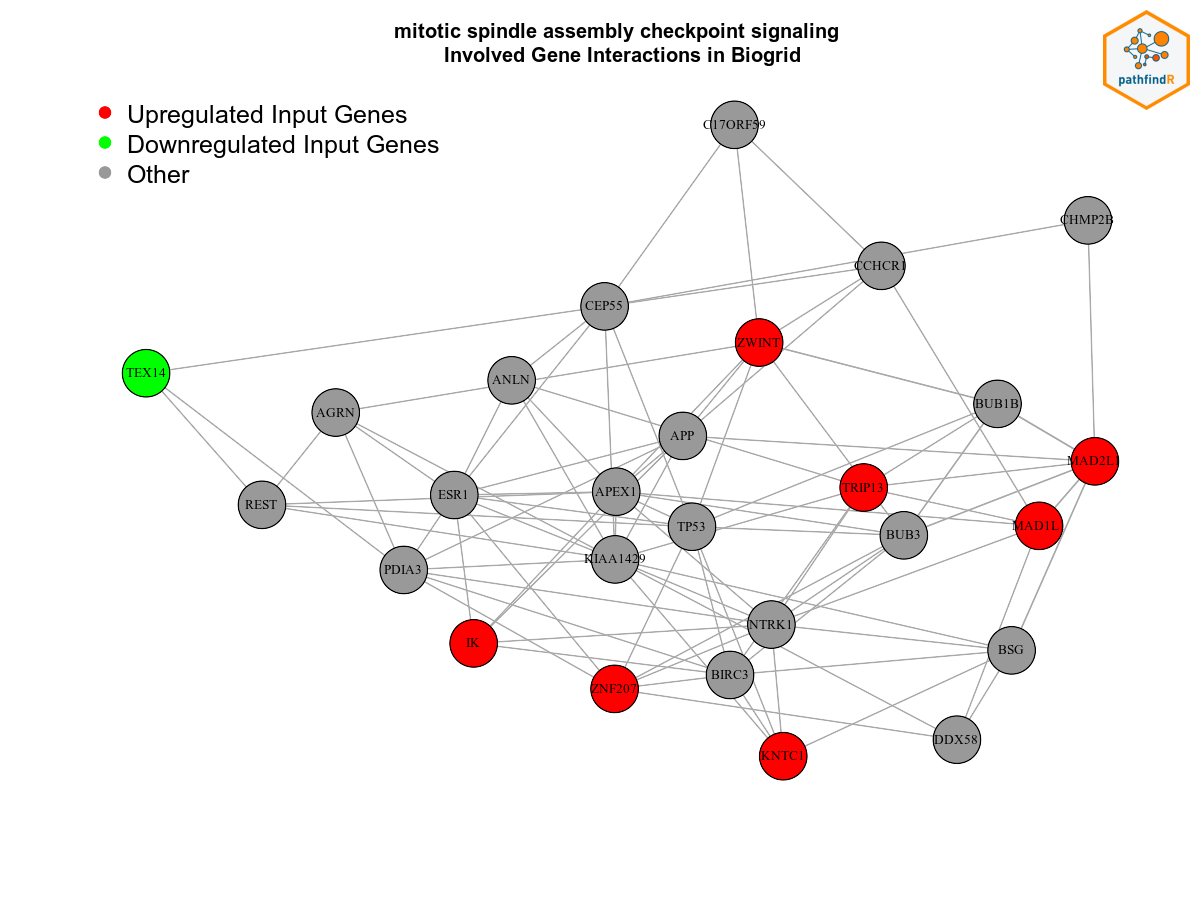 mitotic spindle assembly checkpoint signaling
Involved Gene Interactions in Biogrid
pathfindR
Upregulated Input Genes
Downregulated Input Genes
Other
C17ORF59
CHMP2B
CCHCR1
CEP55
ZWINT
TEX14
ANLN
AGRN
BUB1B
APP
MAD2L1
TRIP13
ESR1
APEX1
REST
TP53
MAD1L1
BUB3
KIAA1429
PDIA3
NTRK1
IK
BSG
BIRC3
ZNF207
DDX58
KNTC1